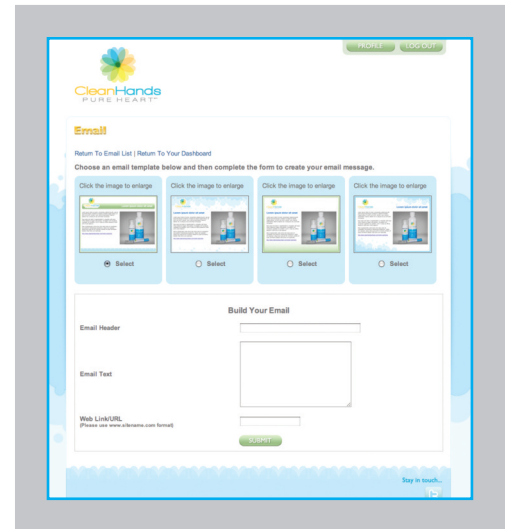 PROFILE LOG OUT
CleanHands
PURE HEART™
Email
Return To Email List | Return To Your Dashboard
Choose an email template below and then complete the form to create your email message.
Click the image to enlarge Click the image to enlarge Click the image to enlarge Click the image to enlarge
Select Select Select Select
Build Your Email
Email Header
Email Text
Web Link/URL
(Please use www.sitename.com format)
SUBMIT
Stay in touch...